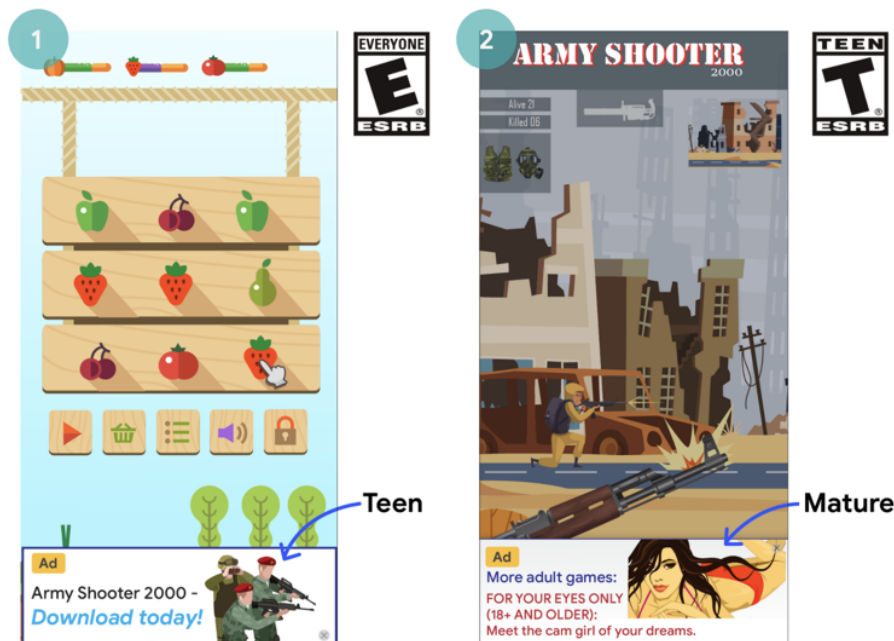 1
EVERYONE
E
®
ESRB
Ad
Army Shooter 2000 -
Download today!
Teen
2
ARMY SHOOTER
2000
Alive 21
Killed 06
TEEN
T
®
ESRB
Ad
More adult games:
FOR YOUR EYES ONLY
(18+ AND OLDER):
Meet the cam girl of your dreams.
Mature